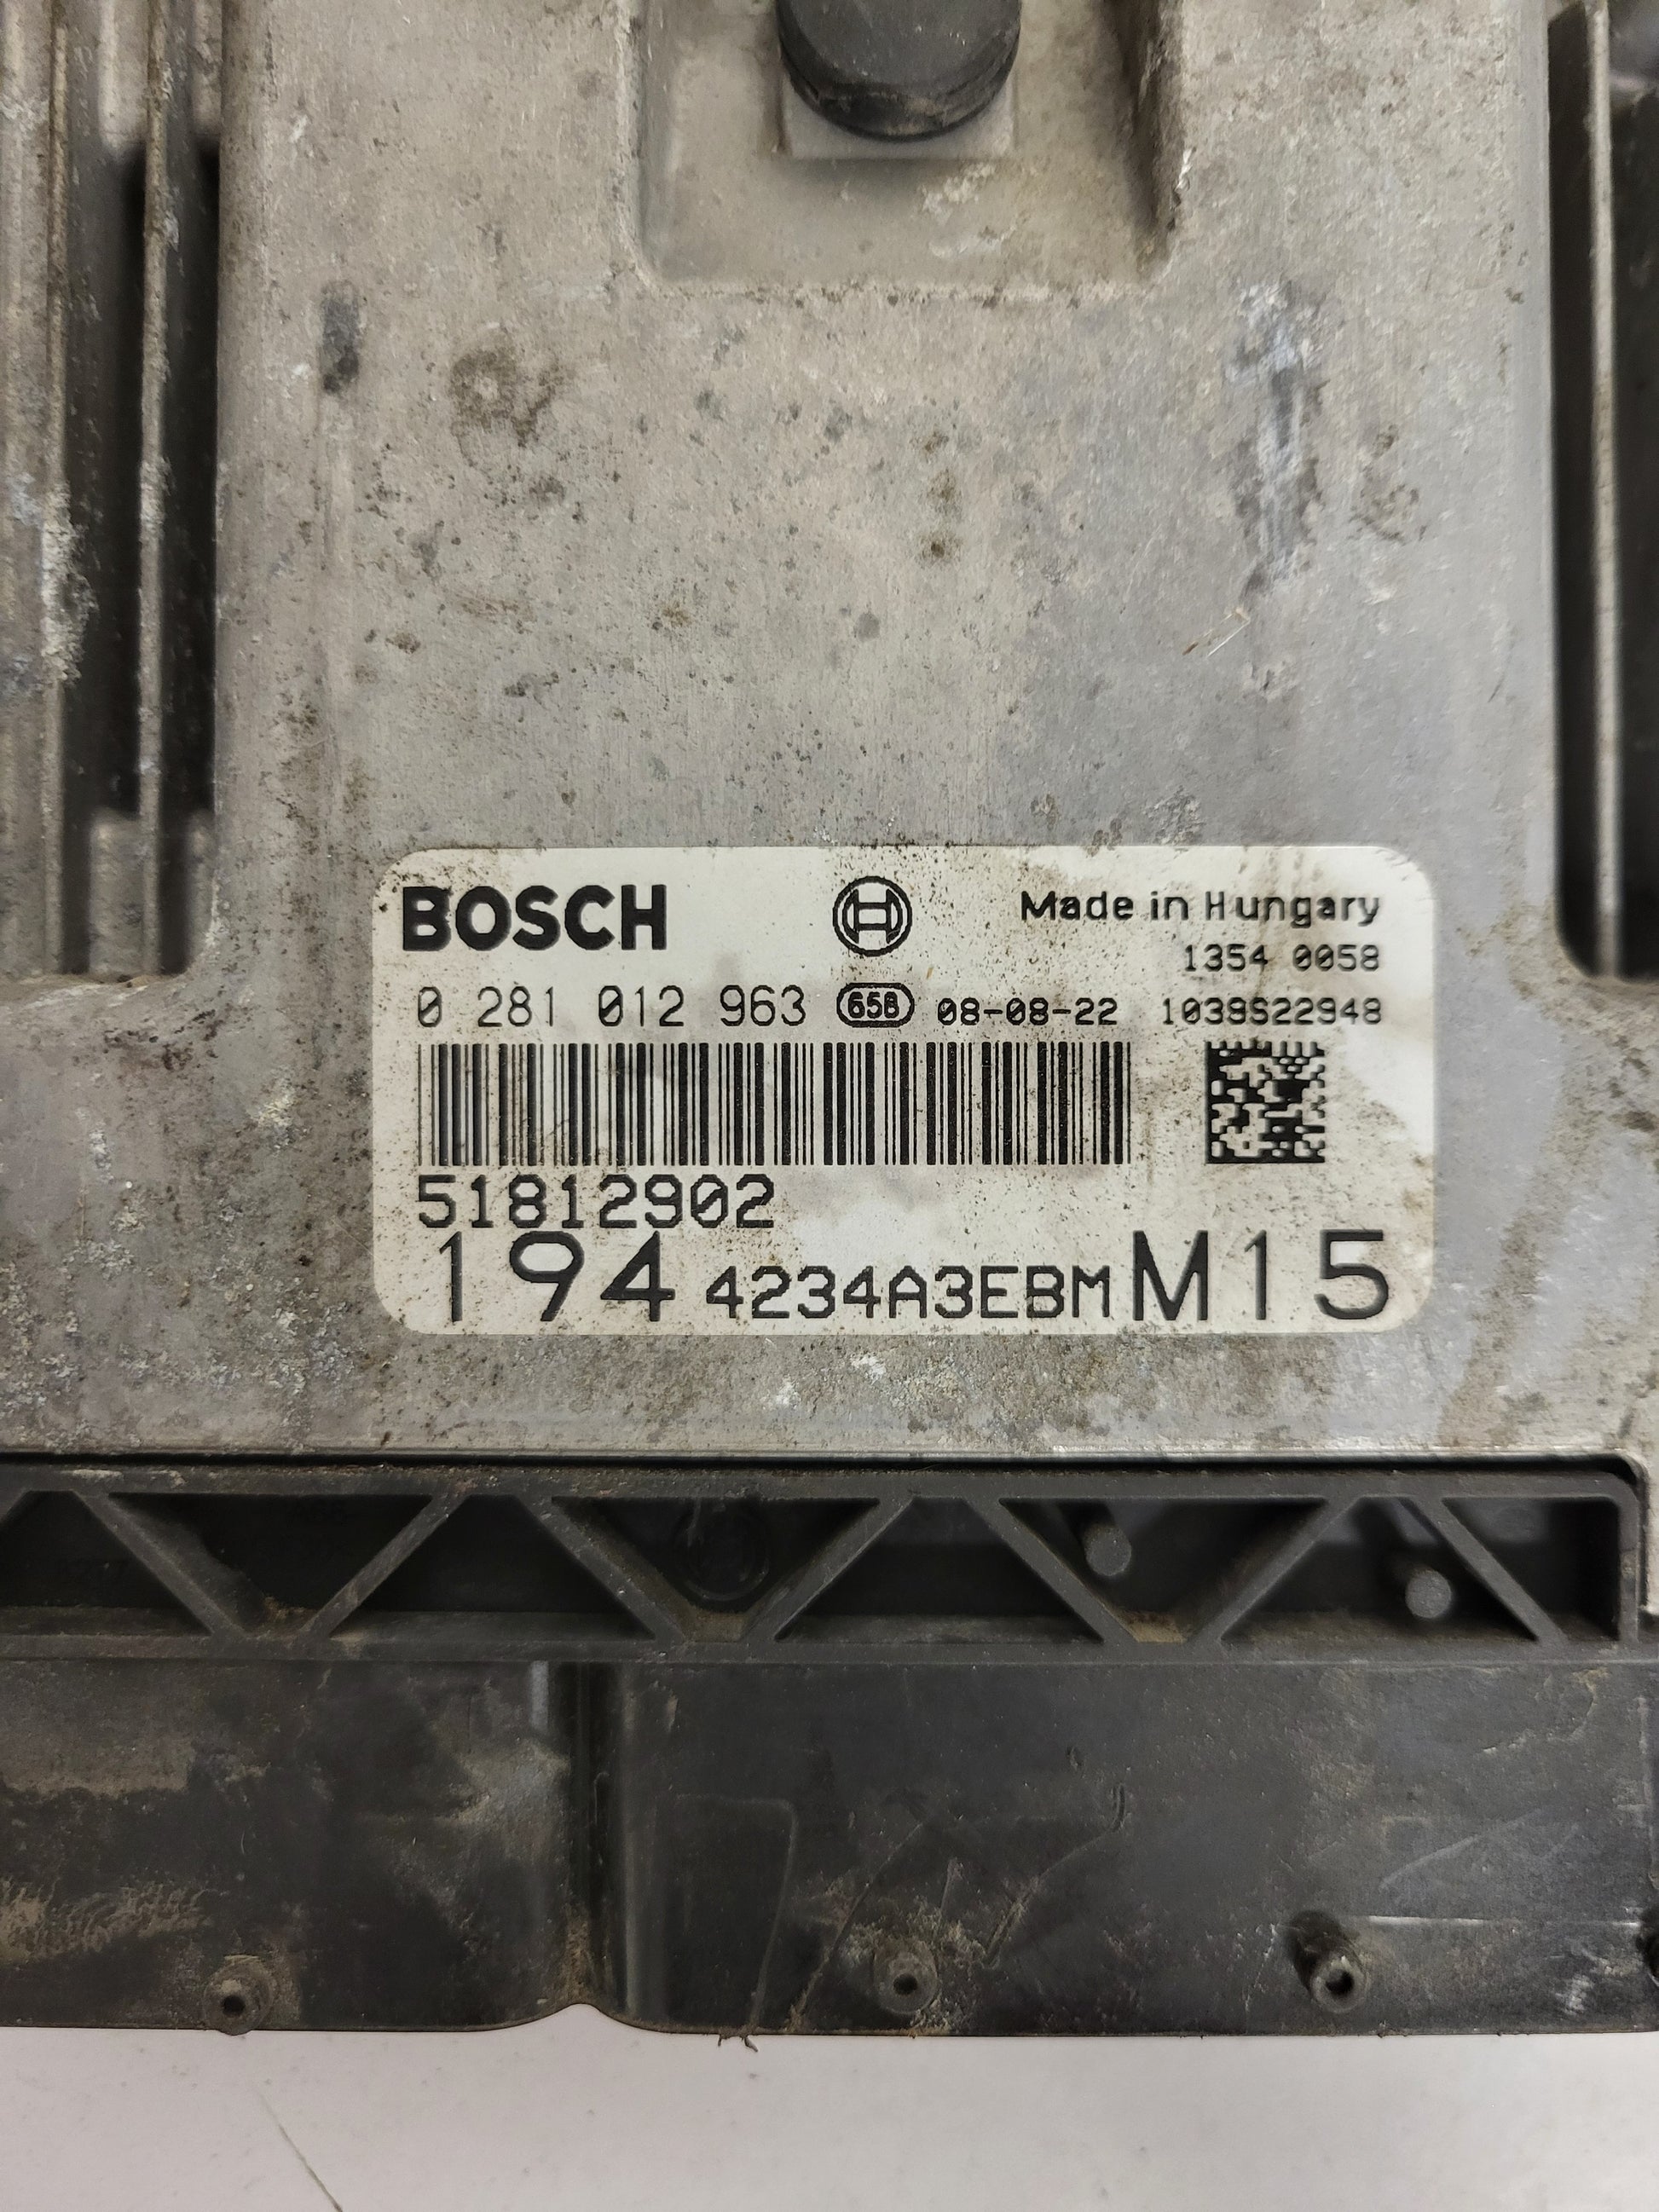 BOSCH Made in Hungary
1354 0058
0 281 012 963 658 08-08-22 1039S22948
51812902
194 4234A3EBM M15